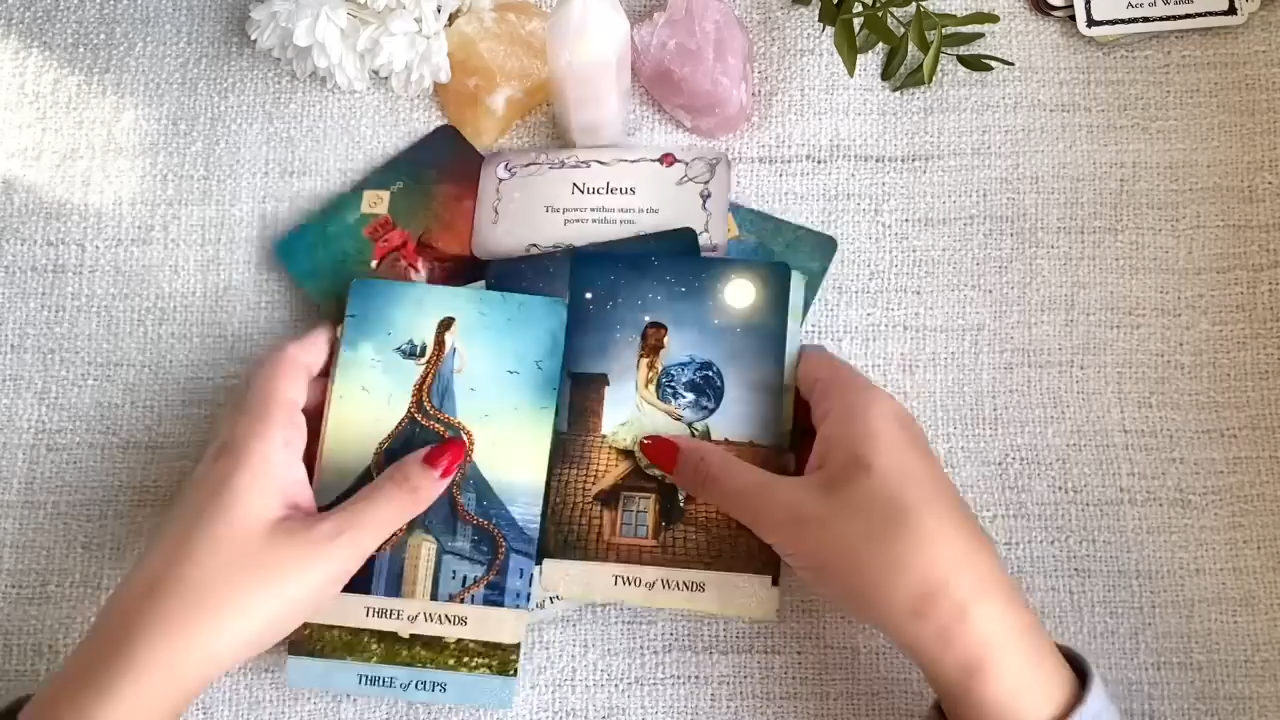 Ace of Wands
Nucleus
The power within stars is the
power within you.
TWO of WANDS
of
THREE of WANDS
THREE of CUPS